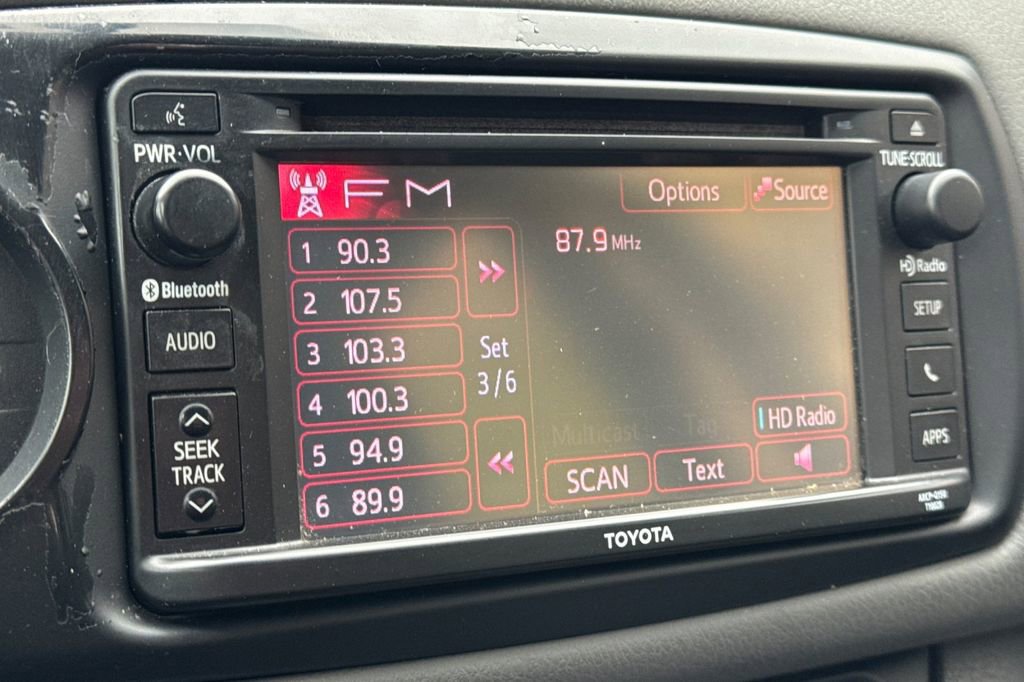 PWR·VOL
Bluetooth
AUDIO
SEEK
TRACK
FM
Options
Source
1 90.3
2 107.5
3 103.3
4 100.3
5 94.9
6 89.9
Set
3/6
87.9 MHz
Multicast
Tag
HD Radio
SCAN
Text
TUNE·SCROLL
HD Radio
SETUP
APPS
TOYOTA